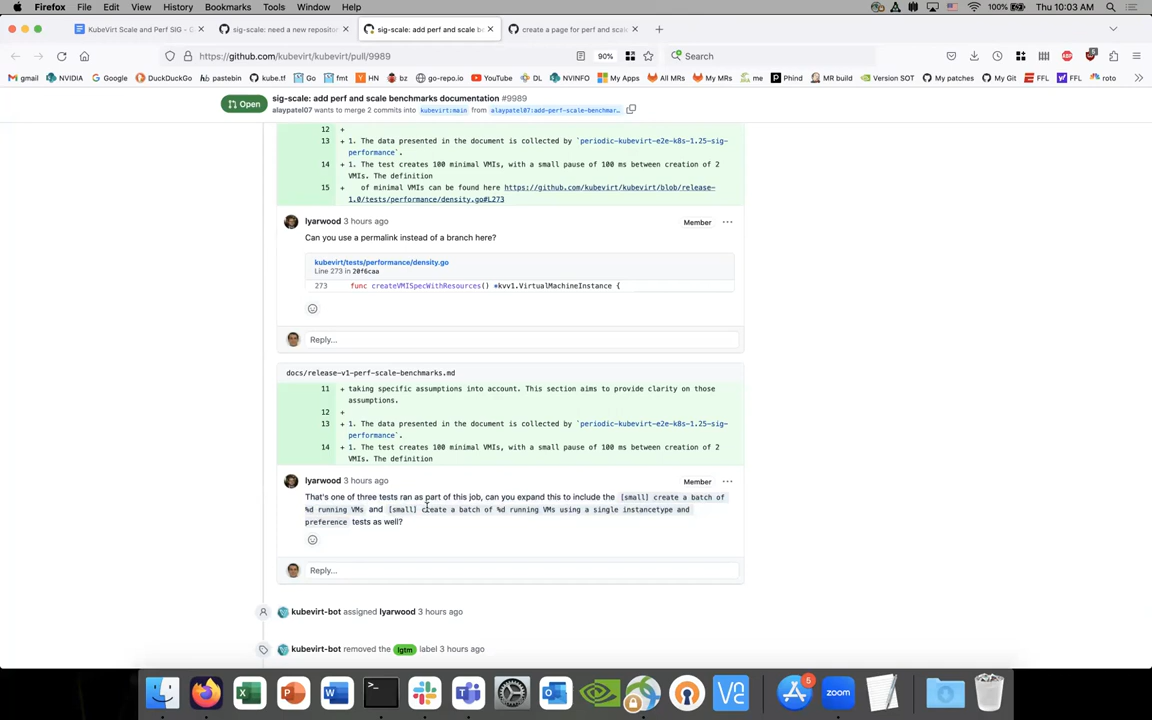 Firefox File Edit View History Bookmarks Tools Window Help 100% Thu 10:03 AM
KubeVirt Scale and Perf SIG - G
sig-scale: need a new repositor
sig-scale: add perf and scale b
create a page for perf and scale
https://github.com/kubevirt/kubevirt/pull/9989 90% Search
gmail NVIDIA Google DuckDuckGo hpastebin kube.tf Go fmt HN bz go-repo.io YouTube DL NVINFO My Apps All MRs My MRs me Phind MR build Version SOT My patches My Git FFL FFL roto
Open
sig-scale: add perf and scale benchmarks documentation #9989
alaypatel07 wants to merge 2 commits into kubevirt:main from alaypatel07:add-perf-scale-benchmar…
12 +
13 + 1. The data presented in the document is collected by `periodic-kubevirt-e2e-k8s-1.25-sig-
performance`.
14 + 1. The test creates 100 minimal VMIs, with a small pause of 100 ms between creation of 2
VMIs. The definition
15 + of minimal VMIs can be found here https://github.com/kubevirt/kubevirt/blob/release-
1.0/tests/performance/density.go#L273
lyarwood 3 hours ago Member
Can you use a permalink instead of a branch here?
kubevirt/tests/performance/density.go
Line 273 in 20f6caa
273 func createVMISpecWithResources() *kvv1.VirtualMachineInstance {
Reply...
docs/release-v1-perf-scale-benchmarks.md
11 + taking specific assumptions into account. This section aims to provide clarity on those
assumptions.
12 +
13 + 1. The data presented in the document is collected by `periodic-kubevirt-e2e-k8s-1.25-sig-
performance`.
14 + 1. The test creates 100 minimal VMIs, with a small pause of 100 ms between creation of 2
VMIs. The definition
lyarwood 3 hours ago Member
That's one of three tests ran as part of this job, can you expand this to include the [small] create a batch of
%d running VMs and [small] create a batch of %d running VMs using a single instancetype and
preference tests as well?
Reply...
kubevirt-bot assigned lyarwood 3 hours ago
kubevirt-bot removed the lgtm label 3 hours ago
5